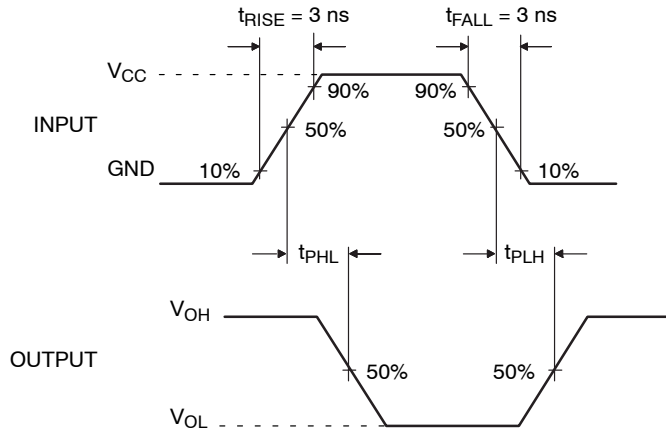 tRISE = 3 ns
tFALL = 3 ns
VCC
90%
90%
INPUT
50%
50%
GND
10%
10%
tPHL
tPLH
VOH
OUTPUT
50%
50%
VOL